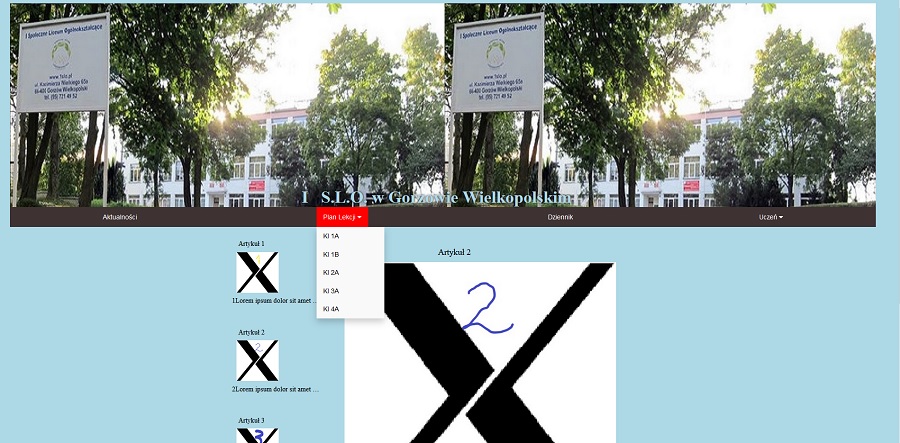 I Społeczne Liceum Ogólnokształcące
www.1slo.pl
ul. Kazimierza Wielkiego 65a
66-400 Gorzów Wielkopolski
tel. (95) 721 49 52
I Społeczne Liceum Ogólnokształcące
www.1slo.pl
ul. Kazimierza Wielkiego 65a
66-400 Gorzów Wielkopolski
tel. (95) 721 49 52
I S.L.O. w Gorzowie Wielkopolskim
Aktualności
Plan Lekcji
Dziennik
Uczeń
Kl 1A
Kl 1B
Kl 2A
Kl 3A
Kl 4A
Artykuł 1
1
1Lorem ipsum dolor sit amet ...
Artykuł 2
2
2Lorem ipsum dolor sit amet ...
Artykuł 3
3
Artykuł 2
2